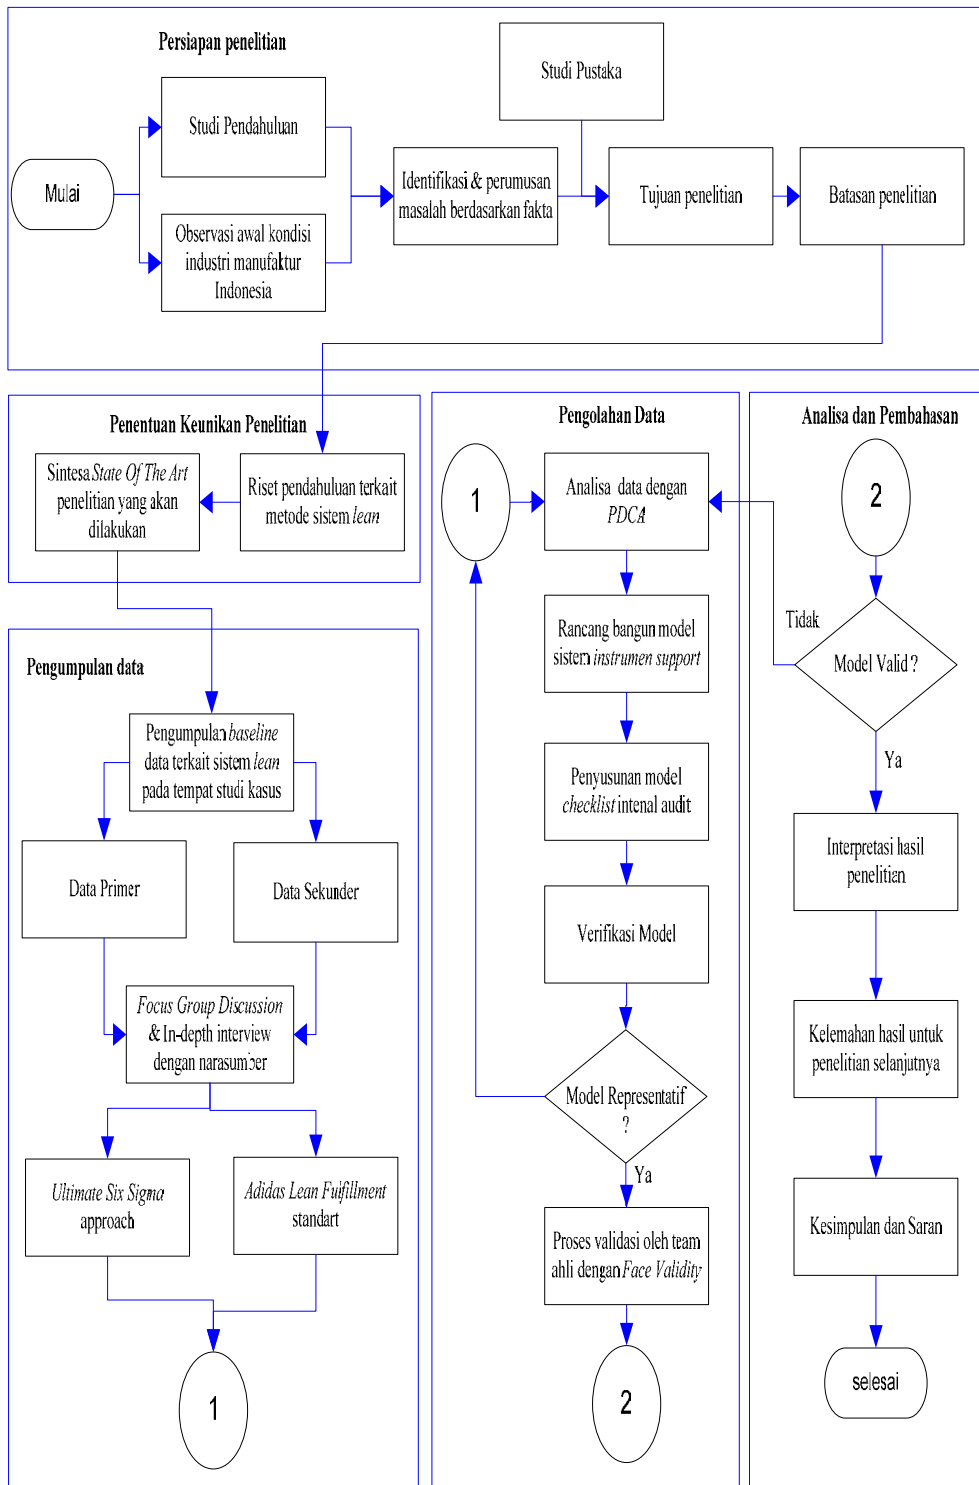 Persiapan penelitian
Studi Pustaka
Studi Pendahuluan
Mulai
Identifikasi & perumusan
masalah berdasarkan fakta
Tujuan penelitian
Batasan penelitian
Observasi awal kondisi
industri manufaktur
Indonesia
Penentuan Keunikan Penelitian
Sintesa State Of The Art
penelitian yang akan
dilakukan
Riset pendahuluan terkait
metode sistem lean
Pengumpulan data
Pengumpulan baseline
data terkait sistem lean
pada tempat studi kasus
Data Primer
Data Sekunder
Focus Group Discussion
& In-depth interview
dengan narasumber
Ultimate Six Sigma
approach
Adidas Lean Fulfillment
standart
1
Pengolahan Data
1
Analisa data dengan
PDCA
Rancang bangun model
sistem instrumen support
Penyusunan model
checklist intenal audit
Verifikasi Model
Model Representatif
?
Ya
Proses validasi oleh team
ahli dengan Face Validity
2
Analisa dan Pembahasan
2
Tidak
Model Valid ?
Ya
Interpretasi hasil
penelitian
Kelemahan hasil untuk
penelitian selanjutnya
Kesimpulan dan Saran
selesai